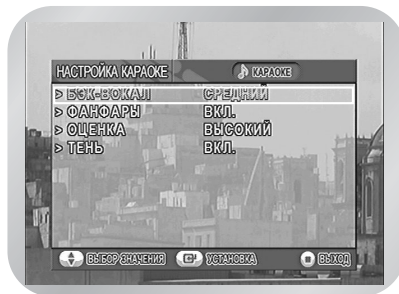 НАСТРОЙКА КАРАОКЕ КАРАОКЕ
> БЭК-ВОКАЛ СРЕДНИЙ
> ФАНФАРЫ ВКЛ.
> ОЦЕНКА ВЫСОКИЙ
> ТЕНЬ ВКЛ.
ВЫБОР ЗНАЧЕНИЯ УСТАНОВКА ВЫХОД